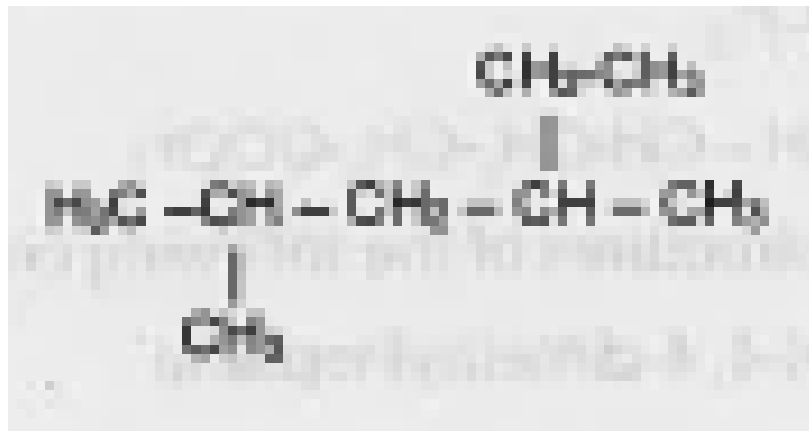 CH₂-CH₃
H₃C – CH – CH₂ – CH – CH₃
CH₃